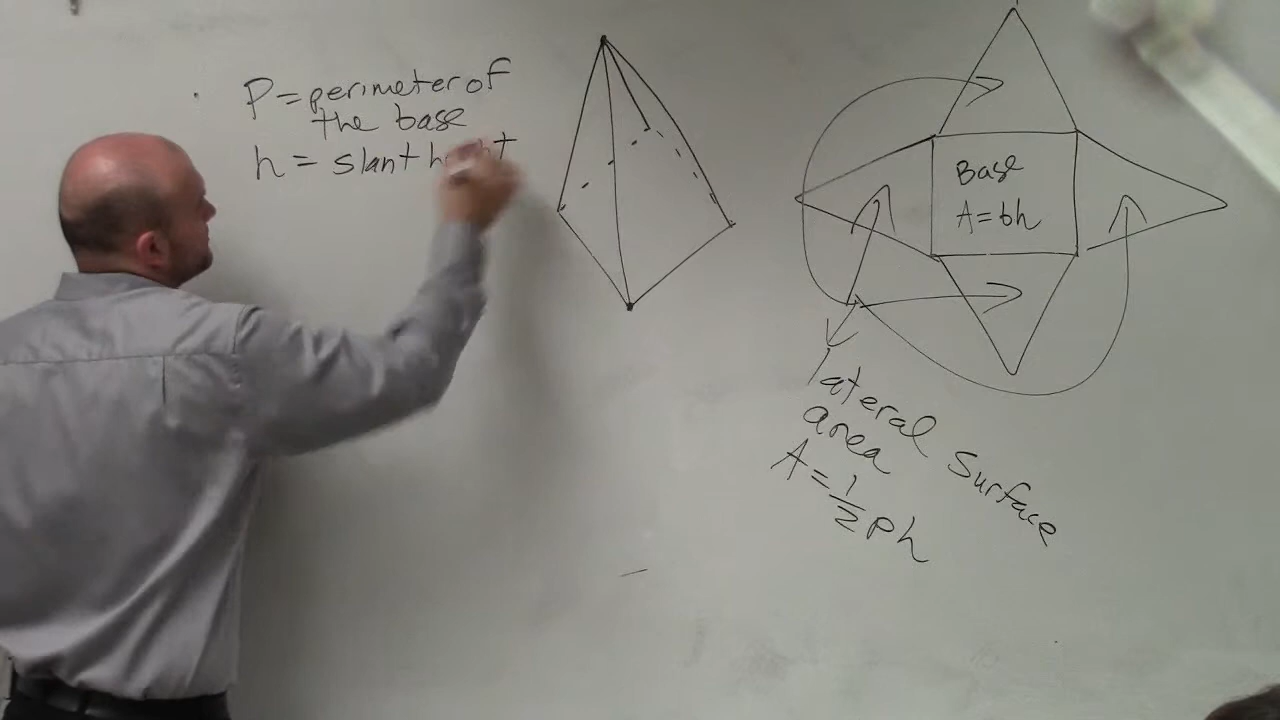 P = perimeter of
the base
h = slant
Base
A = bh
lateral surface
area
A = 1/2 Ph